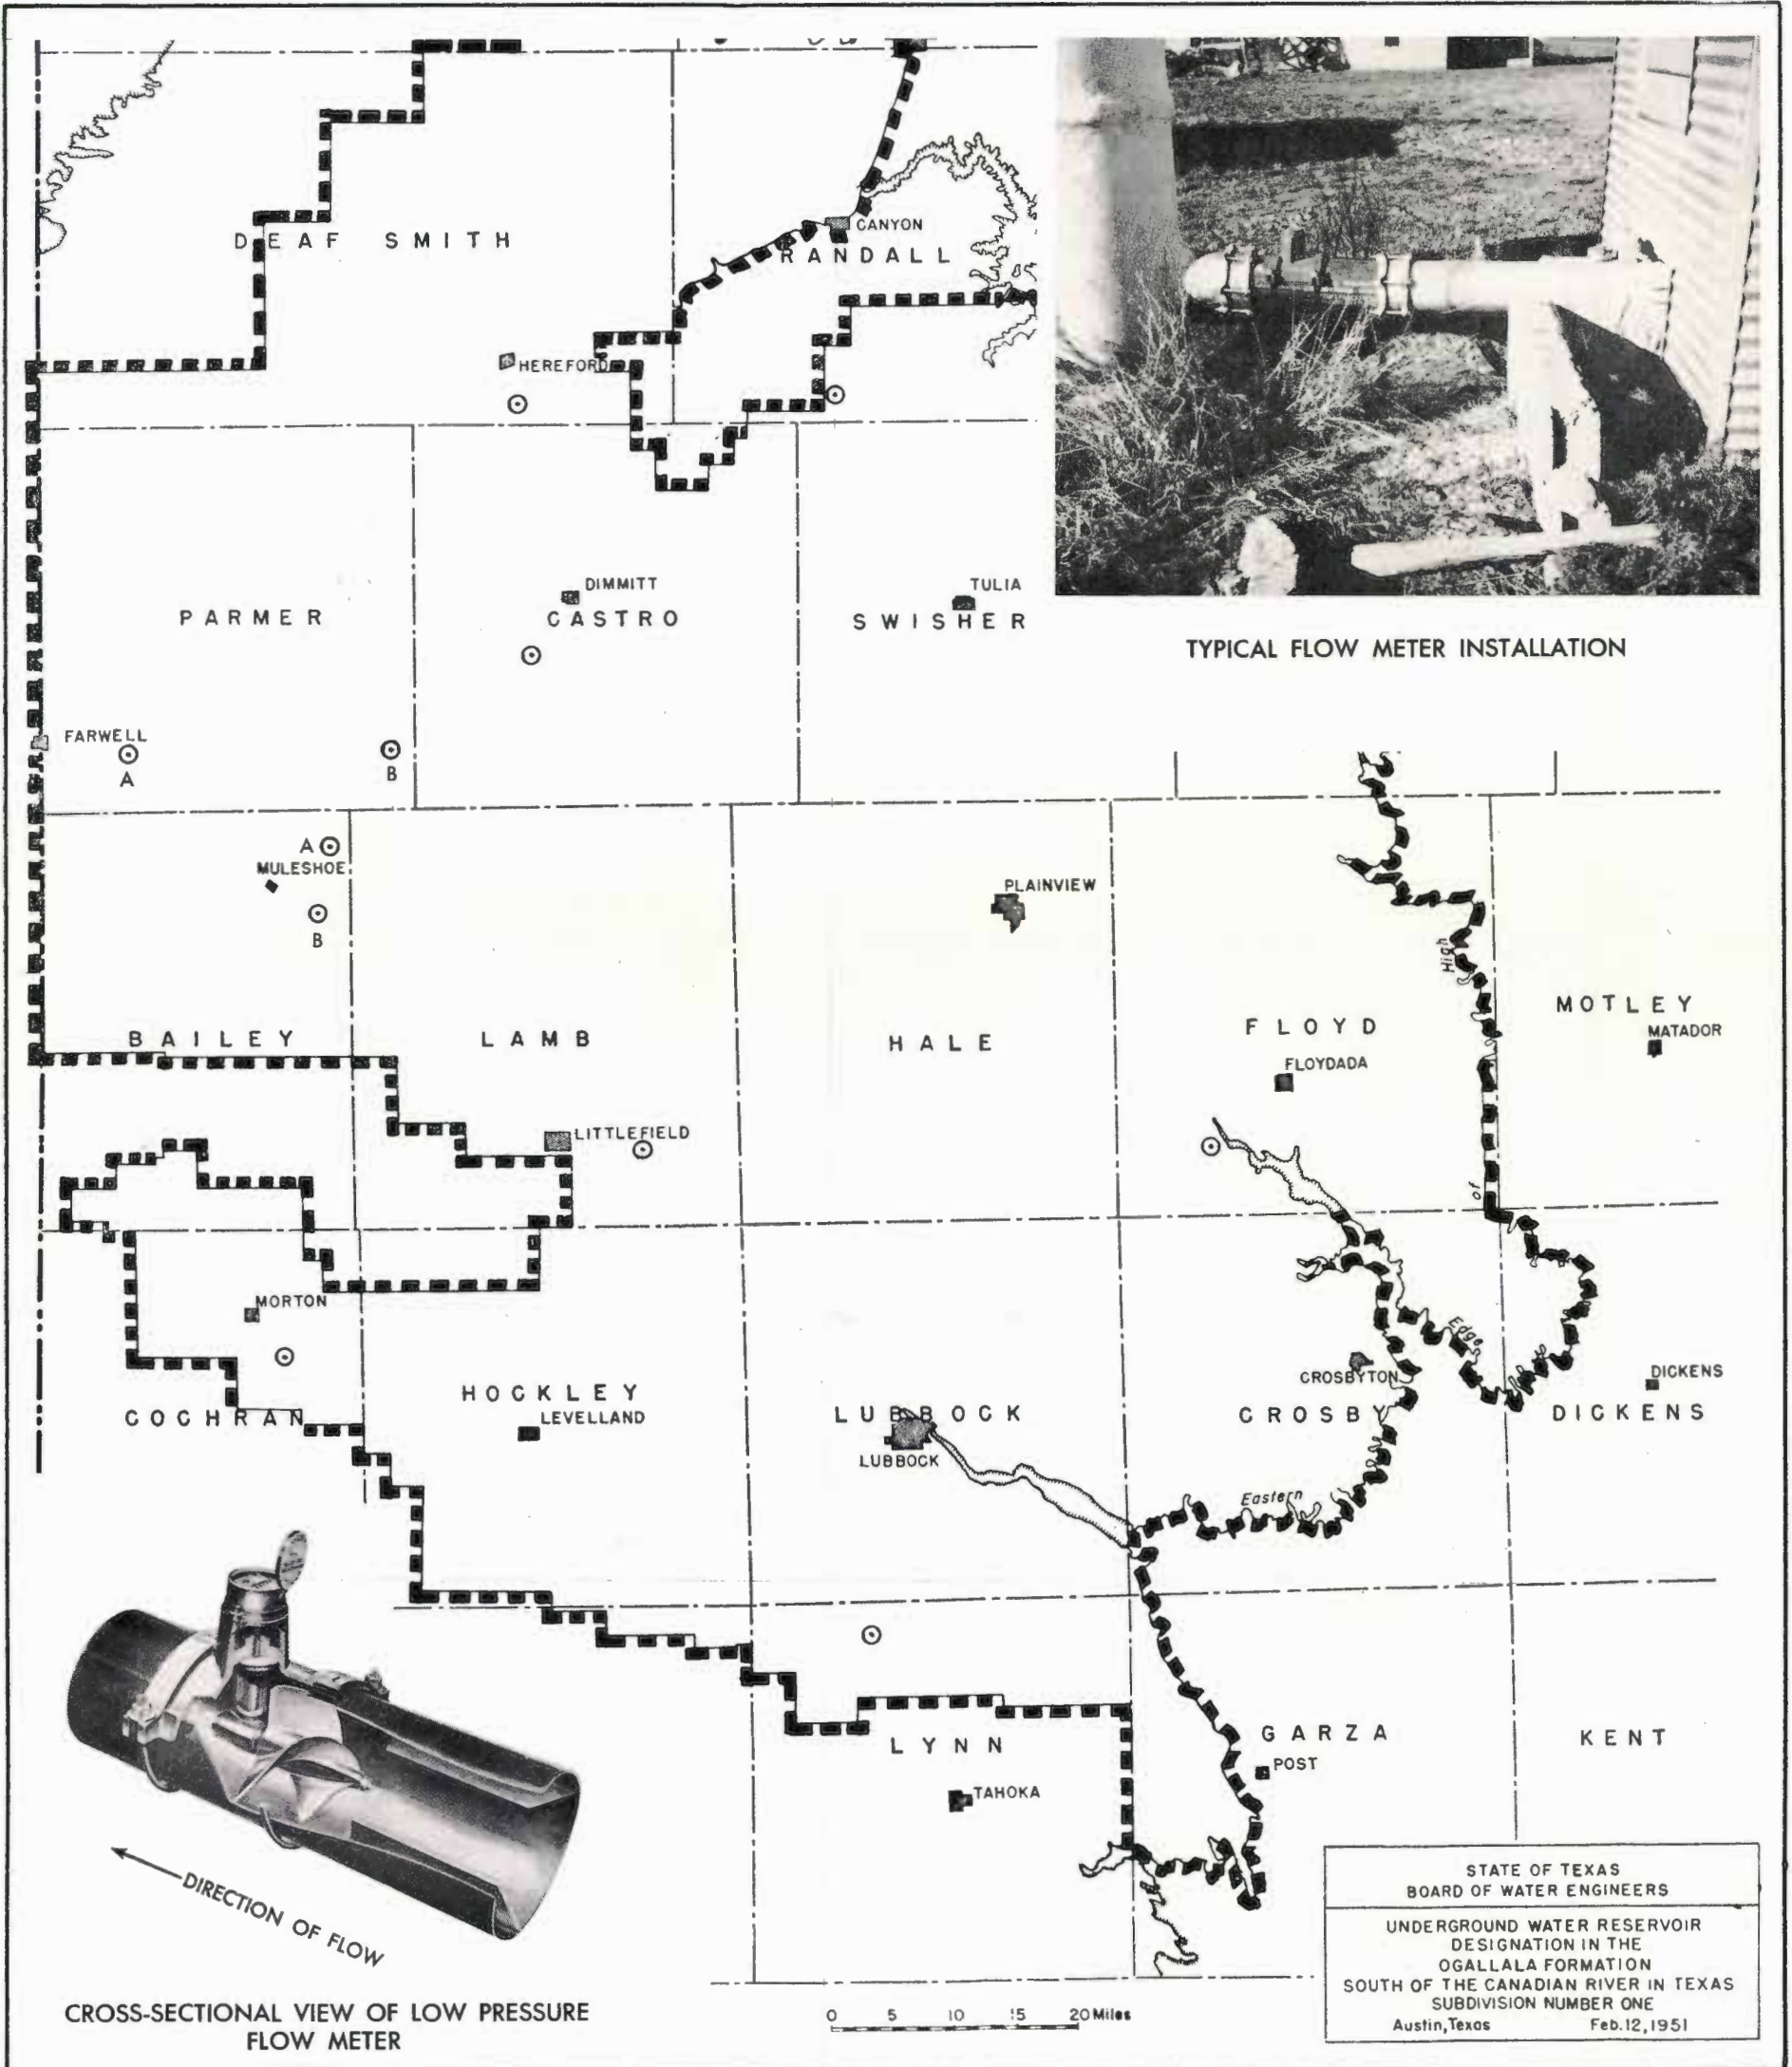 DEAF SMITH
CANYON
RANDALL
HEREFORD
TYPICAL FLOW METER INSTALLATION
DIMMITT
TULIA
PARMER
CASTRO
SWISHER
FARWELL
A
B
A
MULESHOE
B
PLAINVIEW
High
BAILEY
LAMB
HALE
FLOYD
MOTLEY
MATADOR
FLOYDADA
LITTLEFIELD
of
MORTON
Edge
CROSBYTON
DICKENS
HOCKLEY
LEVELLAND
COCHRAN
LUBBOCK
CROSBY
DICKENS
LUBBOCK
Eastern
GARZA
KENT
LYNN
POST
TAHOKA
DIRECTION OF FLOW
CROSS-SECTIONAL VIEW OF LOW PRESSURE
FLOW METER
0 5 10 15 20 Miles
STATE OF TEXAS
BOARD OF WATER ENGINEERS
UNDERGROUND WATER RESERVOIR
DESIGNATION IN THE
OGALLALA FORMATION
SOUTH OF THE CANADIAN RIVER IN TEXAS
SUBDIVISION NUMBER ONE
Austin, Texas Feb. 12, 1951